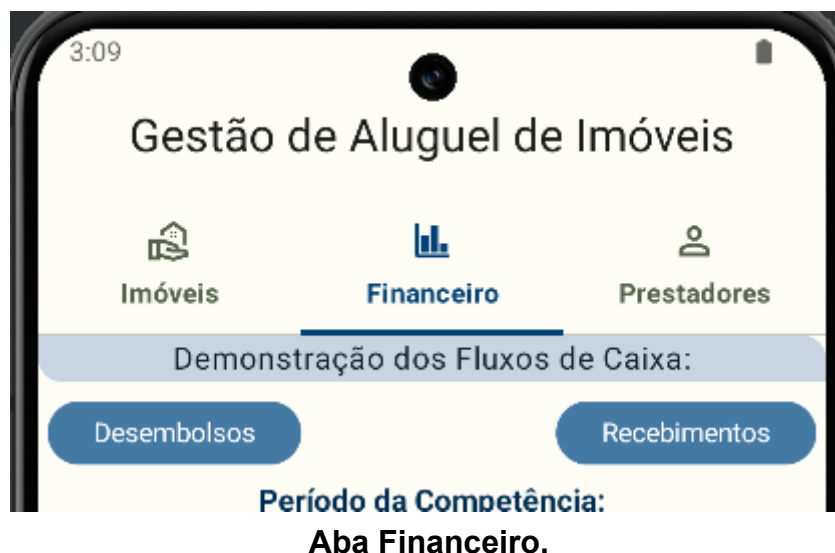 3:09
Gestão de Aluguel de Imóveis
Imóveis Financeiro Prestadores
Demonstração dos Fluxos de Caixa:
Desembolsos Recebimentos
Período da Competência:
Aba Financeiro.